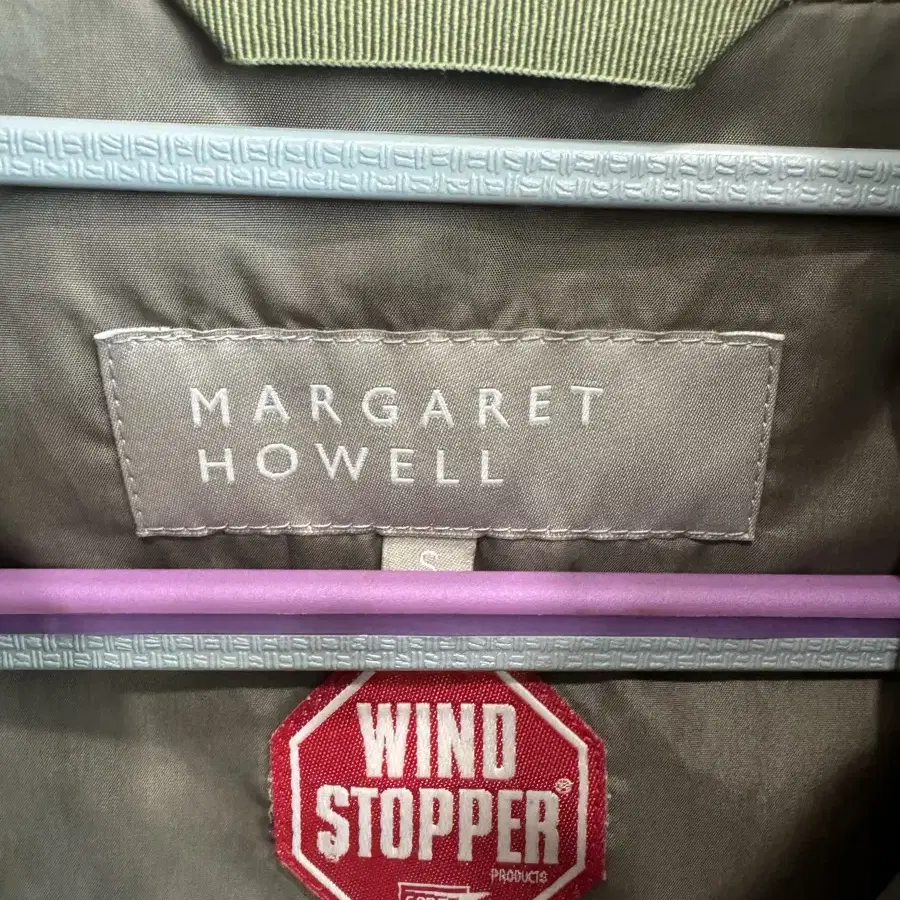 MARGARET
HOWELL
S
WIND
STOPPER®
PRODUCTS